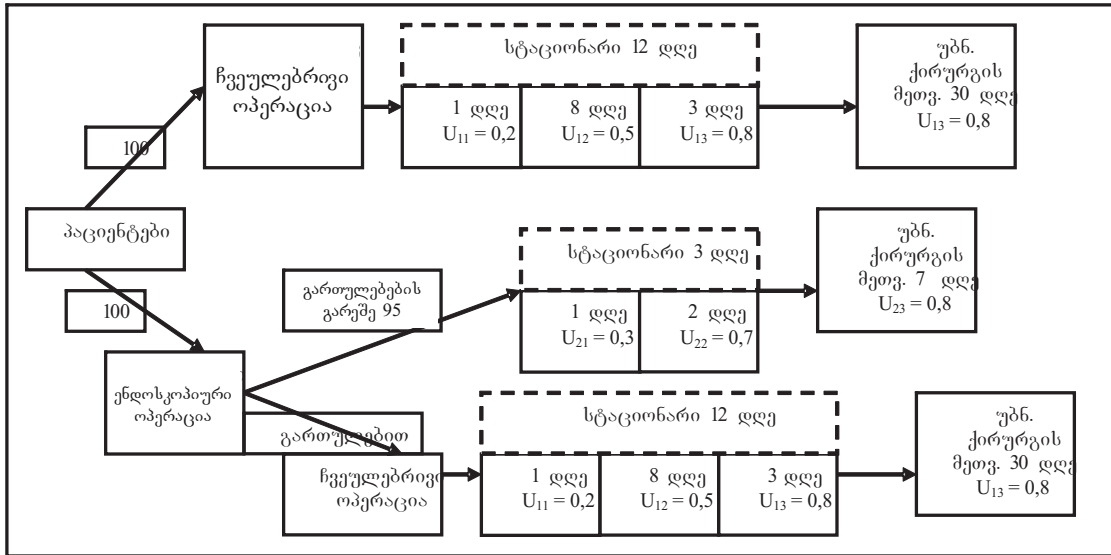 ჩვეულებრივი
ოპერაცია
სტაციონარი 12 დღე
1 დღე
U11 = 0,2
8 დღე
U12 = 0,5
3 დღე
U13 = 0,8
უბნ.
ქირურგის
მეთვ. 30 დღე
U13 = 0,8
100
პაციენტები
100
გართულებების
გარეშე 95
სტაციონარი 3 დღე
1 დღე
U21 = 0,3
2 დღე
U22 = 0,7
უბნ.
ქირურგის
მეთვ. 7 დღე
U23 = 0,8
ენდოსკოპიური
ოპერაცია
გართულებით
ჩვეულებრივი
ოპერაცია
სტაციონარი 12 დღე
1 დღე
U11 = 0,2
8 დღე
U12 = 0,5
3 დღე
U13 = 0,8
უბნ.
ქირურგის
მეთვ. 30 დღე
U13 = 0,8